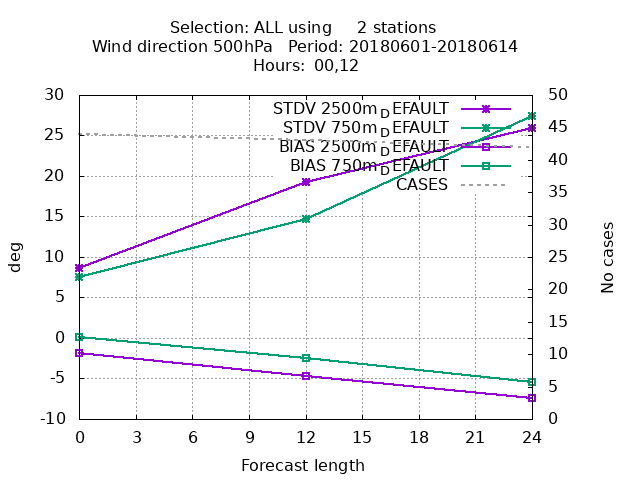 Selection: ALL using     2 stations
Wind direction 500hPa   Period: 20180601-20180614
Hours:  00,12
30
25
20
15
10
5
0
-5
-10
deg
STDV 2500m_DEFAULT
STDV 750m_DEFAULT
BIAS 2500m_DEFAULT
BIAS 750m_DEFAULT
CASES
50
45
40
35
30
25
20
15
10
5
0
No cases
0 3 6 9 12 15 18 21 24
Forecast length